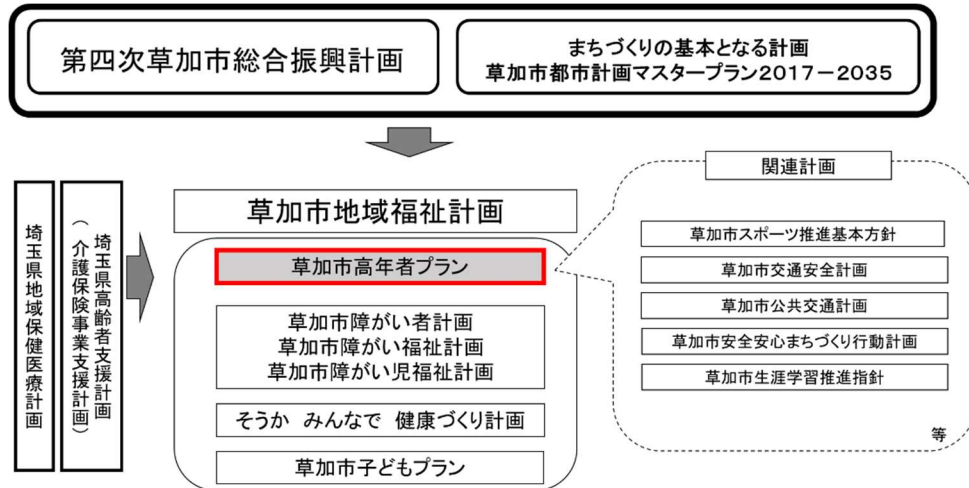 第四次草加市総合振興計画
まちづくりの基本となる計画
草加市都市計画マスタープラン2017－2035
埼玉県地域保健医療計画
埼玉県高齢者支援計画
（介護保険事業支援計画）
草加市地域福祉計画
草加市高年者プラン
草加市障がい者計画
草加市障がい福祉計画
草加市障がい児福祉計画
そうか みんなで 健康づくり計画
草加市子どもプラン
関連計画
草加市スポーツ推進基本方針
草加市交通安全計画
草加市公共交通計画
草加市安全安心まちづくり行動計画
草加市生涯学習推進指針
等